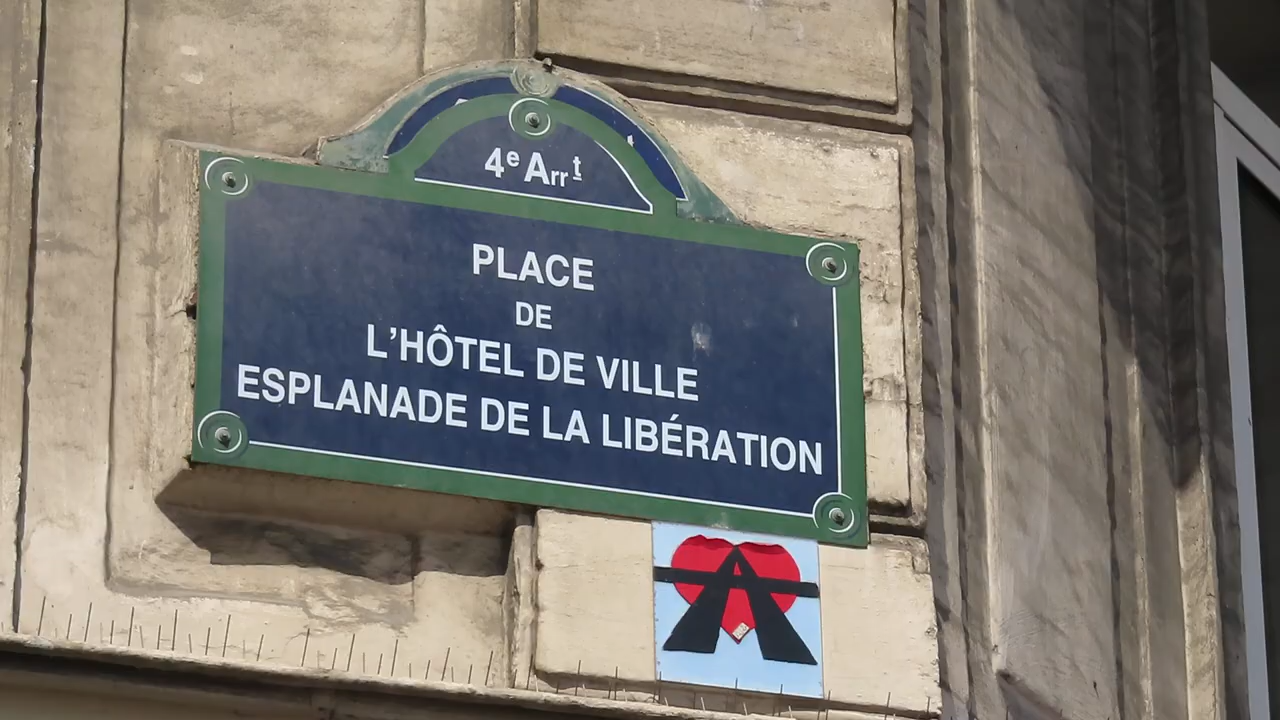 4e Arrt
PLACE
DE
L'HÔTEL DE VILLE
ESPLANADE DE LA LIBÉRATION